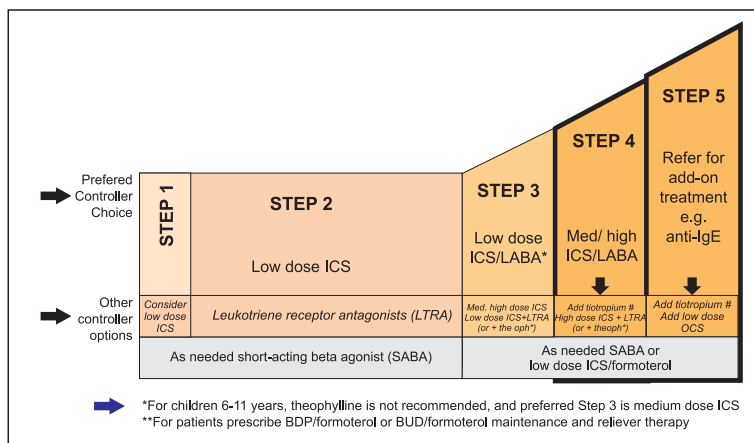 Preferred
Controller
Choice
STEP 1
STEP 2
Low dose ICS
STEP 3
Low dose
ICS/LABA*
STEP 4
Med/ high
ICS/LABA
STEP 5
Refer for
add-on
treatment
e.g.
anti-IgE
Other
controller
options
Consider
low dose
ICS
Leukotriene receptor antagonists (LTRA)
Med. high dose ICS
Low dose ICS+LTRA
(or + the oph*)
Add tiotropium #
High dose ICS + LTRA
(or + theoph*)
Add tiotropium #
Add low dose
OCS
As needed short-acting beta agonist (SABA)
As needed SABA or
low dose ICS/formoterol
*For children 6-11 years, theophylline is not recommended, and preferred Step 3 is medium dose ICS
**For patients prescribe BDP/formoterol or BUD/formoterol maintenance and reliever therapy